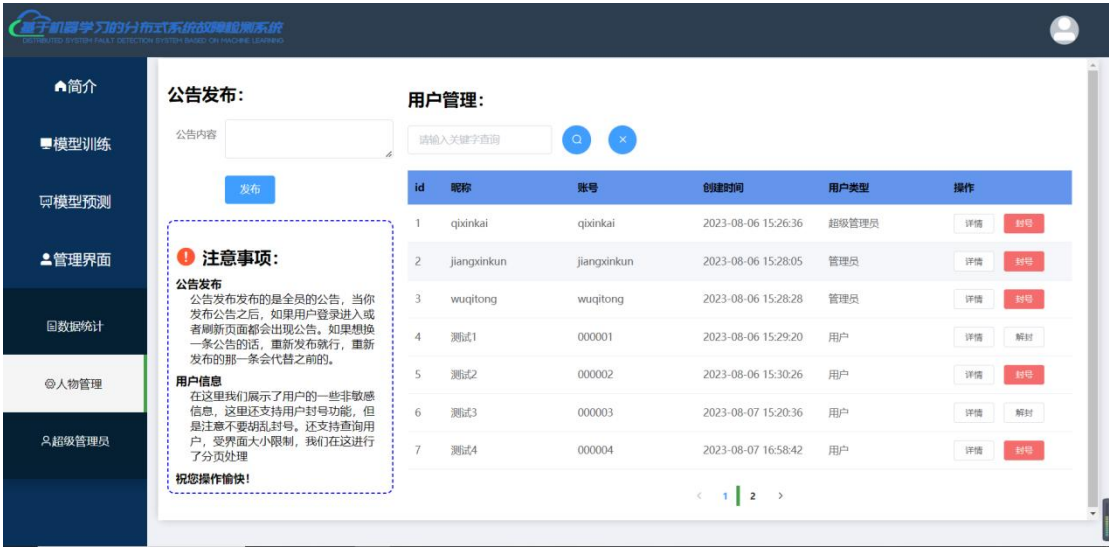 基于机器学习的分布式系统故障检测系统
DISTRIBUTED SYSTEM FAULT DETECTION SYSTEM BASED ON MACHINE LEARNING
简介
模型训练
模型预测
管理界面
数据统计
人物管理
超级管理员
公告发布：
公告内容
发布
注意事项：
公告发布
公告发布发布的是全员的公告，当你
发布公告之后，如果用户登录进入或
者刷新页面都会出现公告。如果想换
一条公告的话，重新发布就行，重新
发布的那一条会代替之前的。
用户信息
在这里我们展示了用户的一些非敏感
信息，这里还支持用户封号功能，但
是注意不要胡乱封号。还支持查询用
户，受界面大小限制，我们在这进行
了分页处理
祝您操作愉快！
用户管理：
请输入关键字查询
id 昵称 账号 创建时间 用户类型 操作
1 qixinkai qixinkai 2023-08-06 15:26:36 超级管理员 详情 封号
2 jiangxinkun jiangxinkun 2023-08-06 15:28:05 管理员 详情 封号
3 wuqitong wuqitong 2023-08-06 15:28:28 管理员 详情 封号
4 测试1 000001 2023-08-06 15:29:20 用户 详情 解封
5 测试2 000002 2023-08-06 15:30:26 用户 详情 封号
6 测试3 000003 2023-08-07 15:20:36 用户 详情 解封
7 测试4 000004 2023-08-07 16:58:42 用户 详情 封号
< 1 2 >